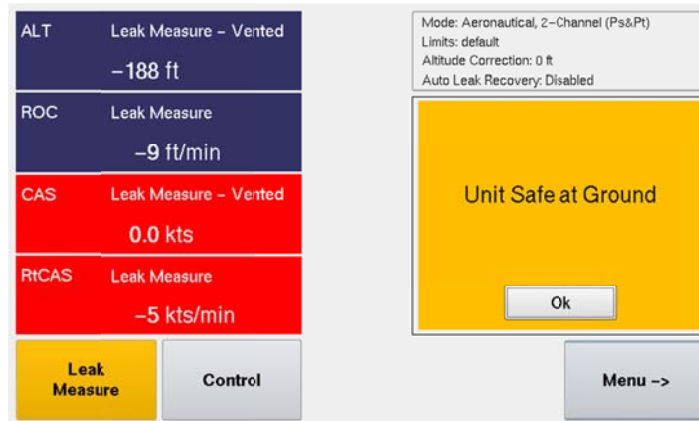 ALT Leak Measure – Vented
–188 ft
ROC Leak Measure
–9 ft/min
CAS Leak Measure – Vented
0.0 kts
RtCAS Leak Measure
–5 kts/min
Leak
Measure
Control
Mode: Aeronautical, 2–Channel (Ps&Pt)
Limits: default
Altitude Correction: 0 ft
Auto Leak Recovery: Disabled
Unit Safe at Ground
Ok
Menu –>